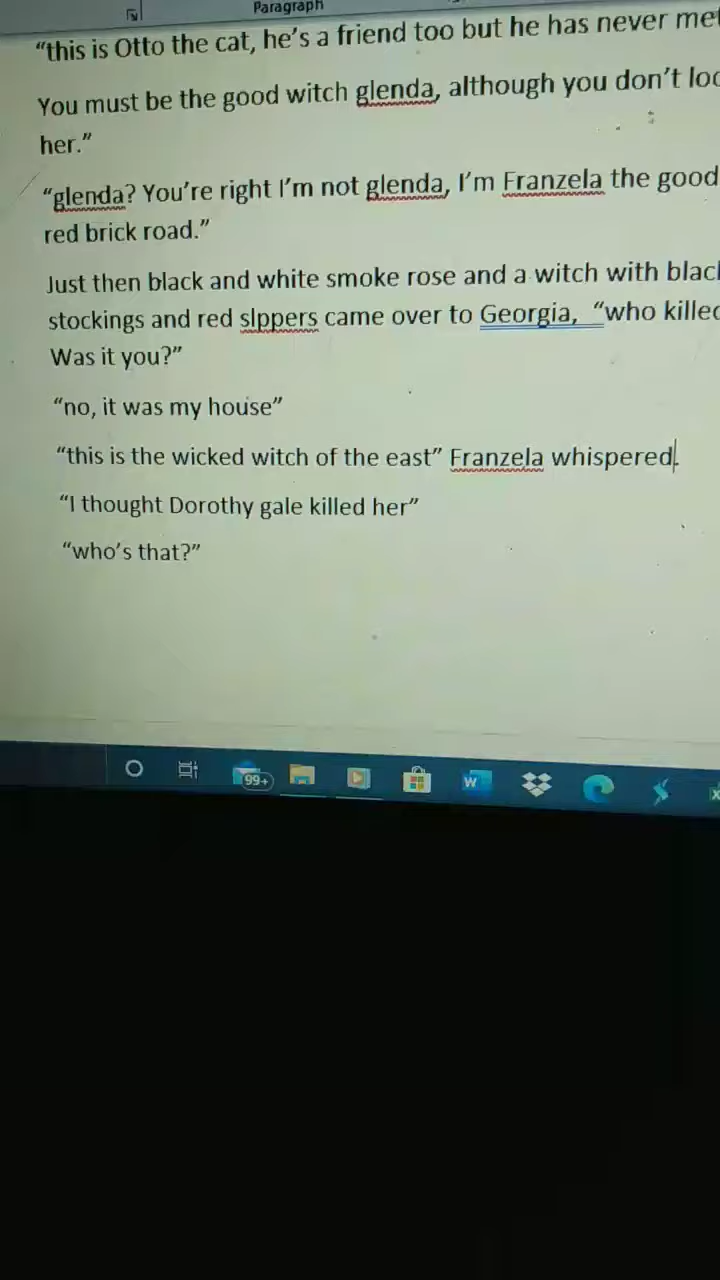 Paragraph
“this is Otto the cat, he’s a friend too but he has never met
You must be the good witch glenda, although you don’t loo
her.”
“glenda? You’re right I’m not glenda, I’m Franzela the good
red brick road.”
Just then black and white smoke rose and a witch with blac
stockings and red slppers came over to Georgia, “who killed
Was it you?”
“no, it was my house”
“this is the wicked witch of the east” Franzela whispered.
“I thought Dorothy gale killed her”
“who’s that?”
99+
W
X